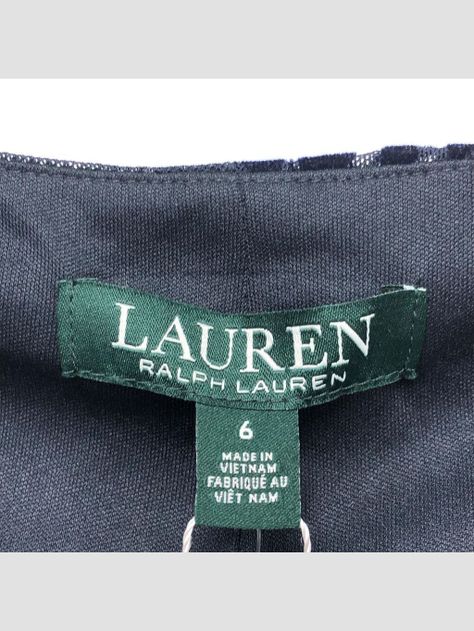 LAUREN
RALPH LAUREN
6
MADE IN
VIETNAM
FABRIQUÉ AU
VIÊT NAM